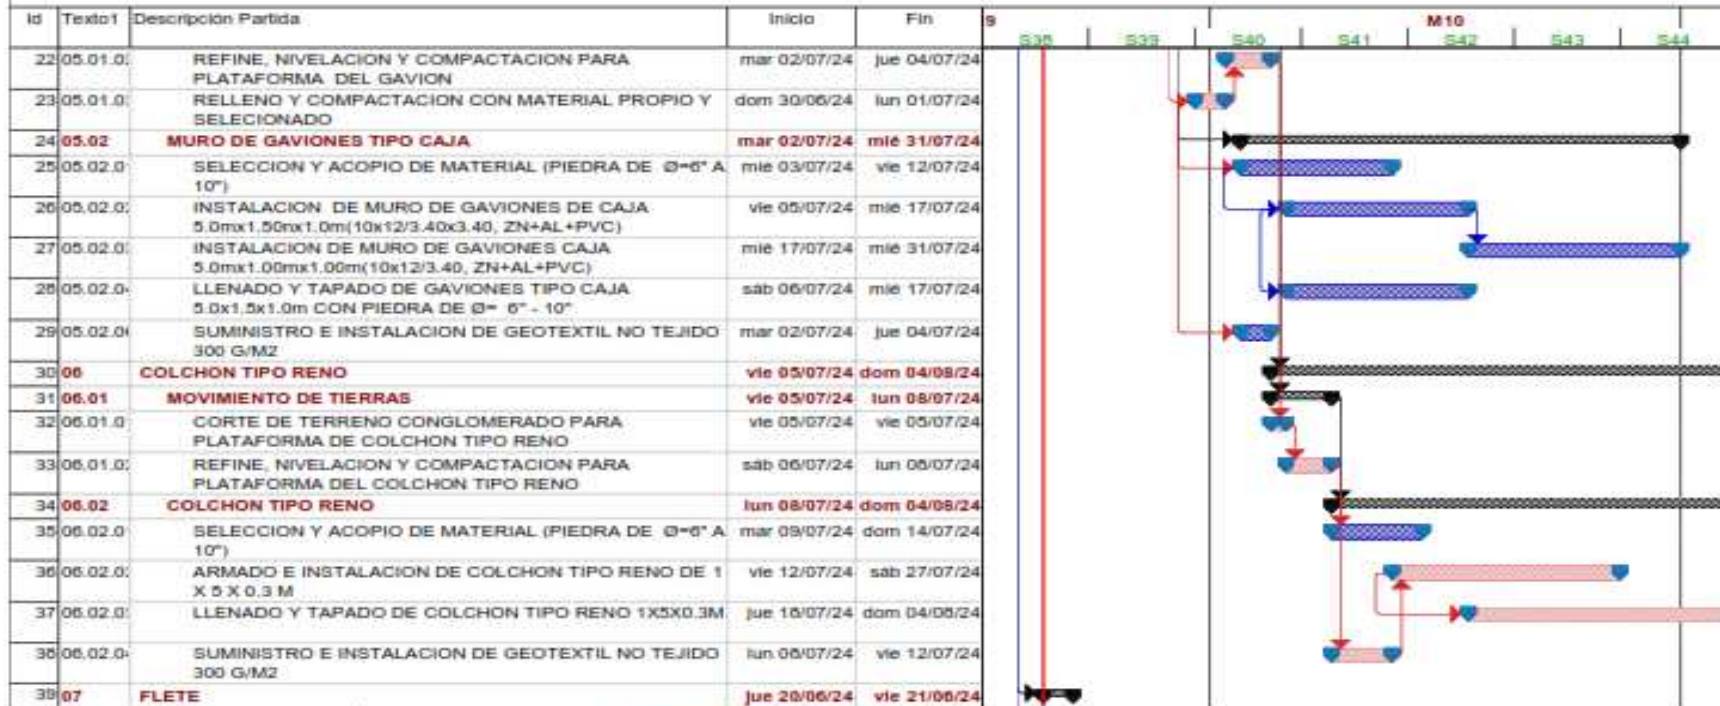 Id Texto1 Descripción Partida Inicio Fin 9 M10
S39 S40 S41 S42 S43 S44
22 05.01.0 REFINE, NIVELACION Y COMPACTACION PARA mar 02/07/24 jue 04/07/24
PLATAFORMA DEL GAVION
23 05.01.0 RELLENO Y COMPACTACION CON MATERIAL PROPIO Y dom 30/06/24 lun 01/07/24
SELECIONADO
24 05.02 MURO DE GAVIONES TIPO CAJA mar 02/07/24 mié 31/07/24
25 05.02.0 SELECCION Y ACOPIO DE MATERIAL (PIEDRA DE Ø=6" A mié 03/07/24 vie 12/07/24
10")
26 05.02.0 INSTALACION DE MURO DE GAVIONES DE CAJA vie 05/07/24 mié 17/07/24
5.0mx1.50nx1.0m(10x12/3.40x3.40, ZN+AL+PVC)
27 05.02.0 INSTALACION DE MURO DE GAVIONES CAJA mié 17/07/24 mié 31/07/24
5.0mx1.00mx1.00m(10x12/3.40, ZN+AL+PVC)
28 05.02.0 LLENADO Y TAPADO DE GAVIONES TIPO CAJA sáb 06/07/24 mié 17/07/24
5.0x1.5x1.0m CON PIEDRA DE Ø= 6" - 10"
29 05.02.0 SUMINISTRO E INSTALACION DE GEOTEXTIL NO TEJIDO mar 02/07/24 jue 04/07/24
300 G/M2
30 06 COLCHON TIPO RENO vie 05/07/24 dom 04/08/24
31 06.01 MOVIMIENTO DE TIERRAS vie 05/07/24 lun 08/07/24
32 06.01.0 CORTE DE TERRENO CONGLOMERADO PARA vie 05/07/24 vie 05/07/24
PLATAFORMA DE COLCHON TIPO RENO
33 06.01.0 REFINE, NIVELACION Y COMPACTACION PARA sáb 06/07/24 lun 08/07/24
PLATAFORMA DEL COLCHON TIPO RENO
34 06.02 COLCHON TIPO RENO lun 08/07/24 dom 04/08/24
35 06.02.0 SELECCION Y ACOPIO DE MATERIAL (PIEDRA DE Ø=6" A mar 09/07/24 dom 14/07/24
10")
36 06.02.0 ARMADO E INSTALACION DE COLCHON TIPO RENO DE 1 vie 12/07/24 sáb 27/07/24
X 5 X 0.3 M
37 06.02.0 LLENADO Y TAPADO DE COLCHON TIPO RENO 1X5X0.3M jue 18/07/24 dom 04/08/24
38 06.02.0 SUMINISTRO E INSTALACION DE GEOTEXTIL NO TEJIDO lun 08/07/24 vie 12/07/24
300 G/M2
39 07 FLETE jue 20/06/24 vie 21/06/24